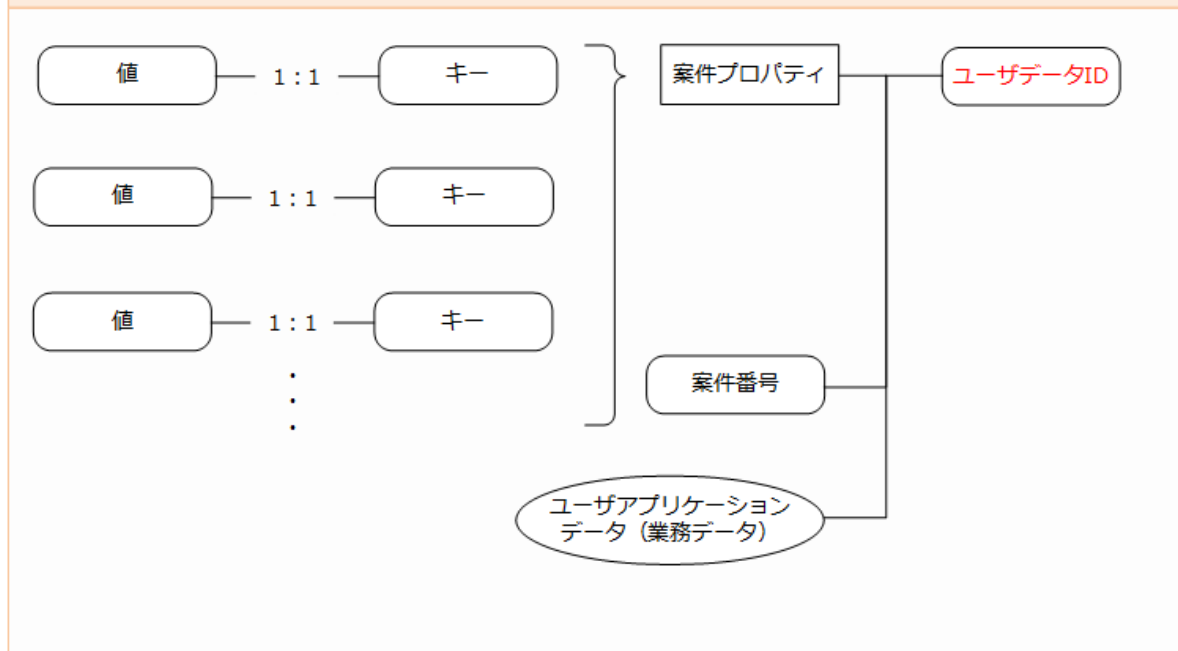 値
1:1
キー
案件プロパティ
ユーザデータID
値
1:1
キー
値
1:1
キー
・
・
・
案件番号
ユーザアプリケーション
データ（業務データ）